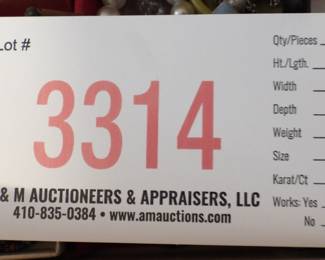 Lot #
3314
& M AUCTIONEERS & APPRAISERS, LLC
410-835-0384 • www.amauctions.com
Qty/Pieces
Ht./Lgth.
Width
Depth
Weight
Size
Karat/Ct
Works: Yes
No